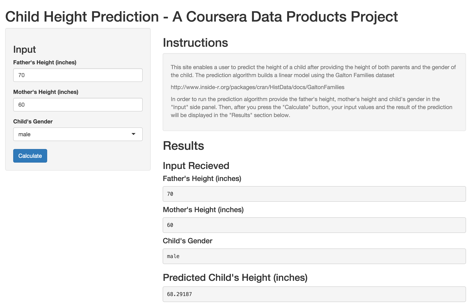 Child Height Prediction - A Coursera Data Products Project
Input
Father's Height (inches)
70
Mother's Height (inches)
60
Child's Gender
male
Calculate
Instructions
This site enables a user to predict the height of a child after providing the height of both parents and the gender of
the child. The prediction algorithm builds a linear model using the Galton Families dataset
http://www.inside-r.org/packages/cran/HistData/docs/GaltonFamilies
In order to run the prediction algorithm provide the father's height, mother's height and child's gender in the
"Input" side panel. Then, after you press the "Calculate" button, your input values and the result of the prediction
will be displayed in the "Results" section below.
Results
Input Recieved
Father's Height (inches)
70
Mother's Height (inches)
60
Child's Gender
male
Predicted Child's Height (inches)
68.29187